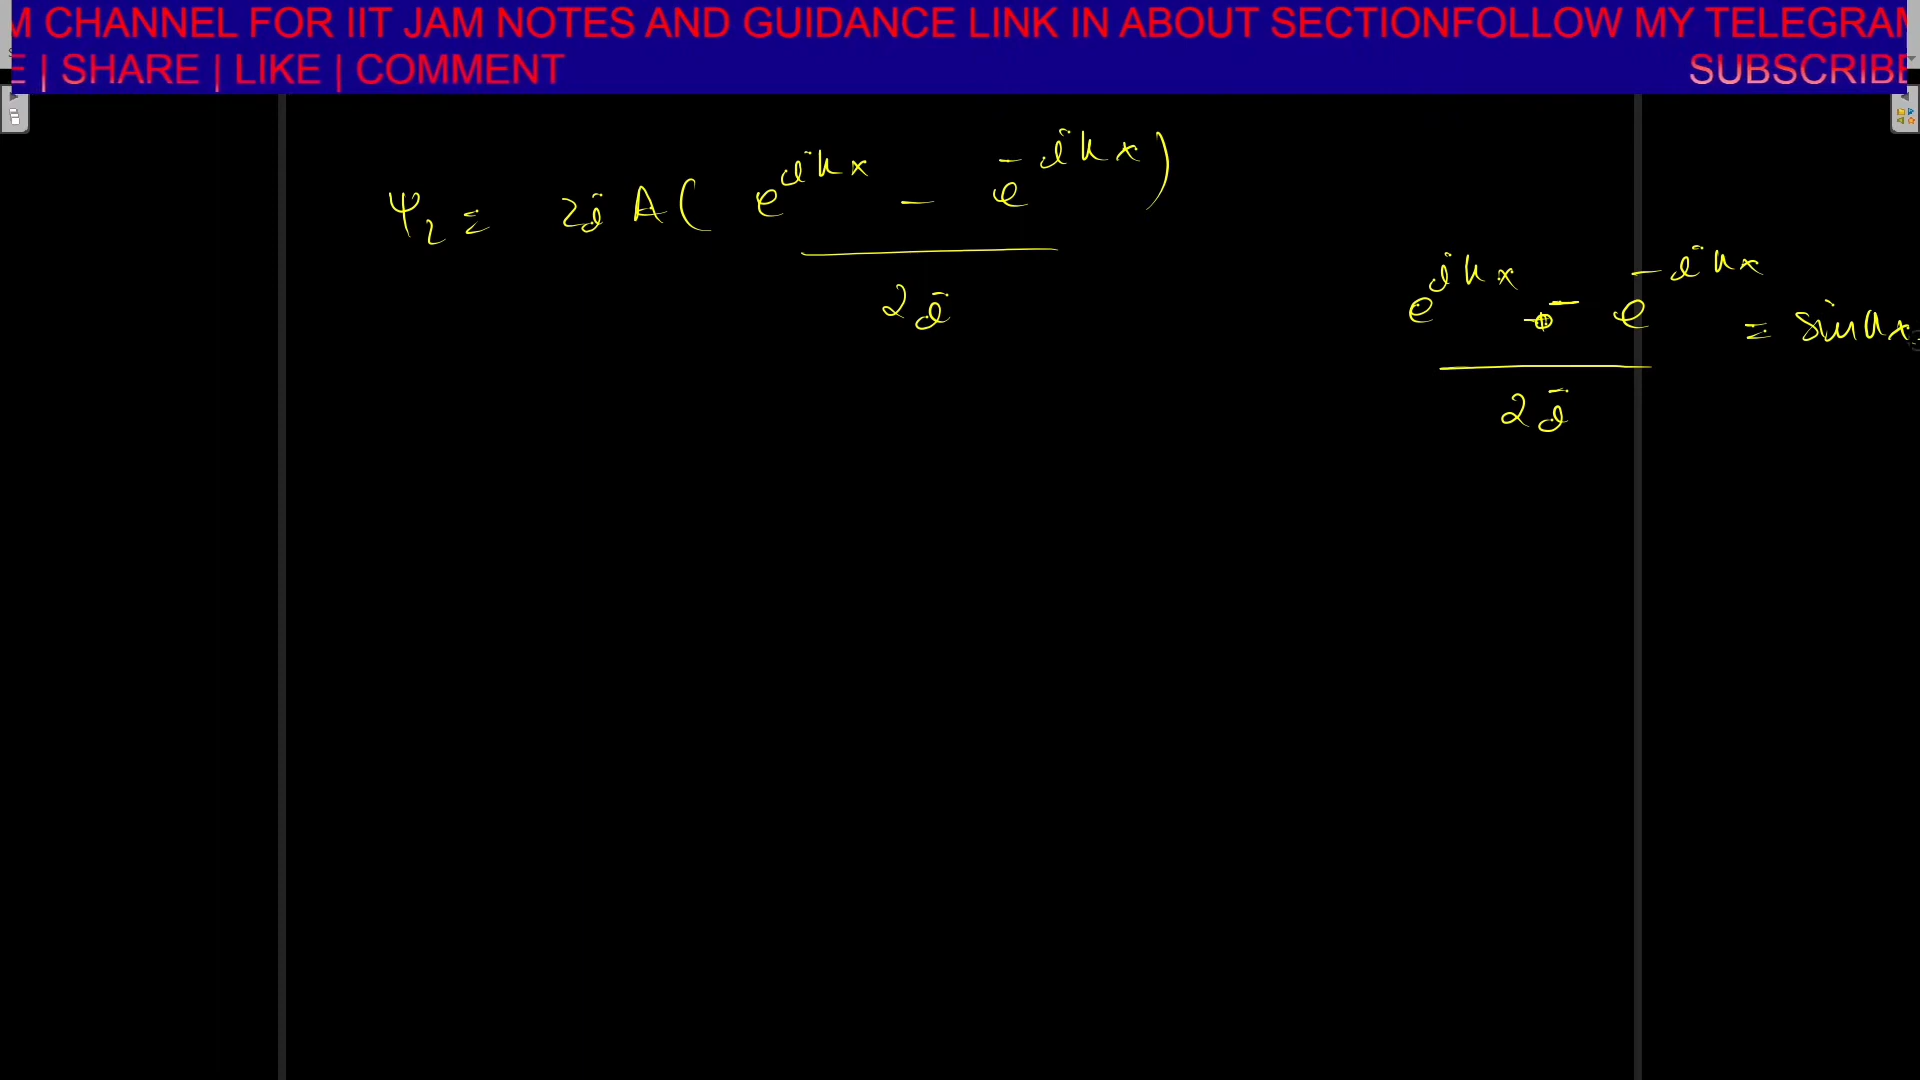 M CHANNEL FOR IIT JAM NOTES AND GUIDANCE LINK IN ABOUT SECTIONFOLLOW MY TELEGRAM
E | SHARE | LIKE | COMMENT SUBSCRIBE
ψ₂ = 2i A ( e^{ikx} - e^{-ikx} )
2i
e^{ikx} - e^{-ikx} = sin kx
2i